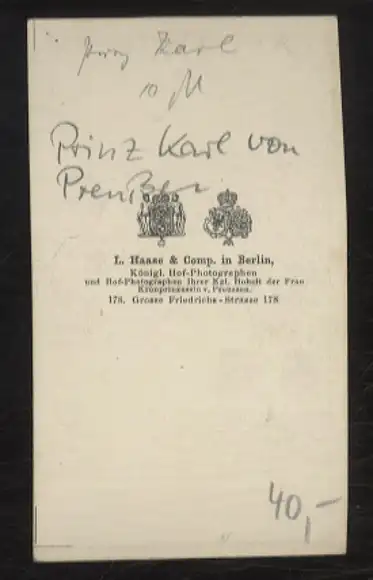 Prinz Karl
10 M
Prinz Karl von
Preußen
L. Haase & Comp. in Berlin,
Königl. Hof-Photographen
und Hof-Photographen Ihrer Kgl. Hoheit der Frau
Kronprinzessin v. Preussen.
178. Grosse Friedrichs-Strasse 178
40,-